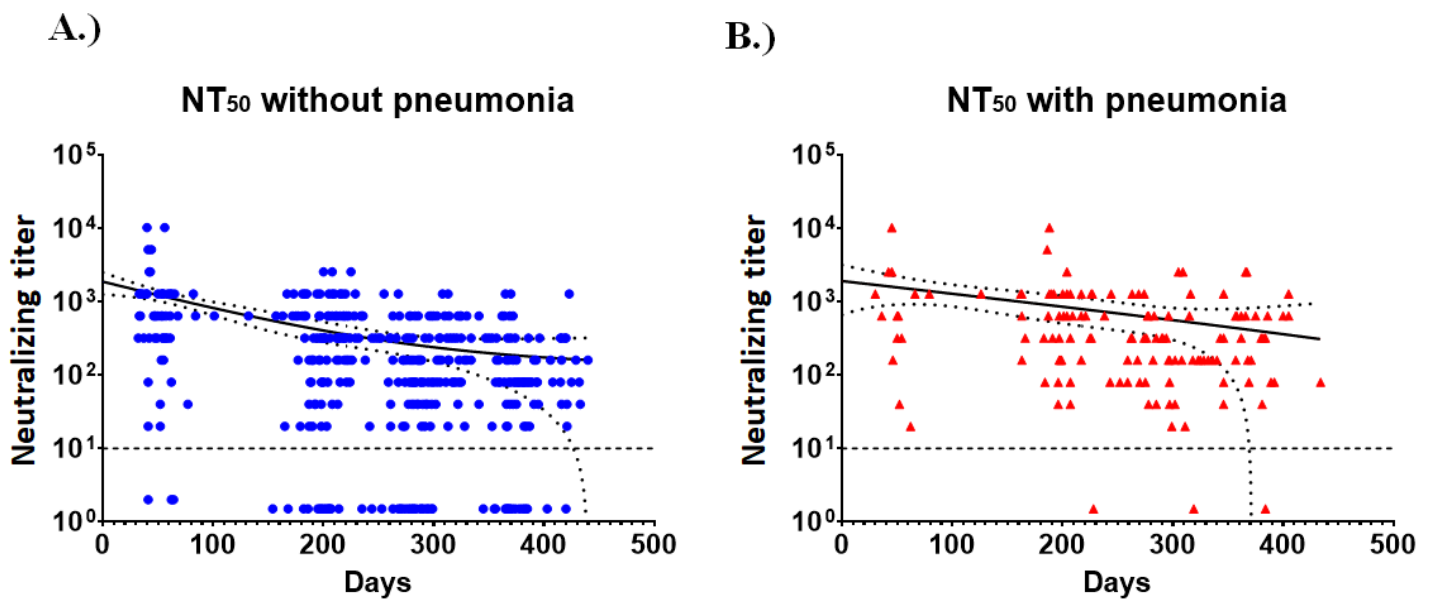 A.)
NT50 without pneumonia
Neutralizing titer
10^5
10^4
10^3
10^2
10^1
10^0
0 100 200 300 400 500
Days
B.)
NT50 with pneumonia
Neutralizing titer
10^5
10^4
10^3
10^2
10^1
10^0
0 100 200 300 400 500
Days